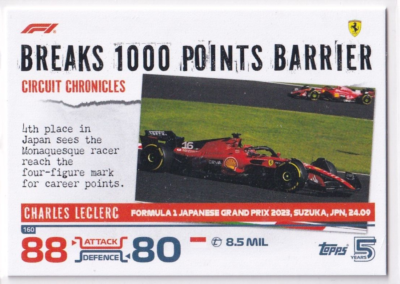 F1
BREAKS 1000 POINTS BARRIER
CIRCUIT CHRONICLES
4th place in
Japan sees the
Monaquesque racer
reach the
four-figure mark
for career points.
16
CHARLES LECLERC
FORMULA 1 JAPANESE GRAND PRIX 2023, SUZUKA, JPN, 24.09
160
88 ATTACK
DEFENCE 80
8.5 MIL
Topps 5 YEARS